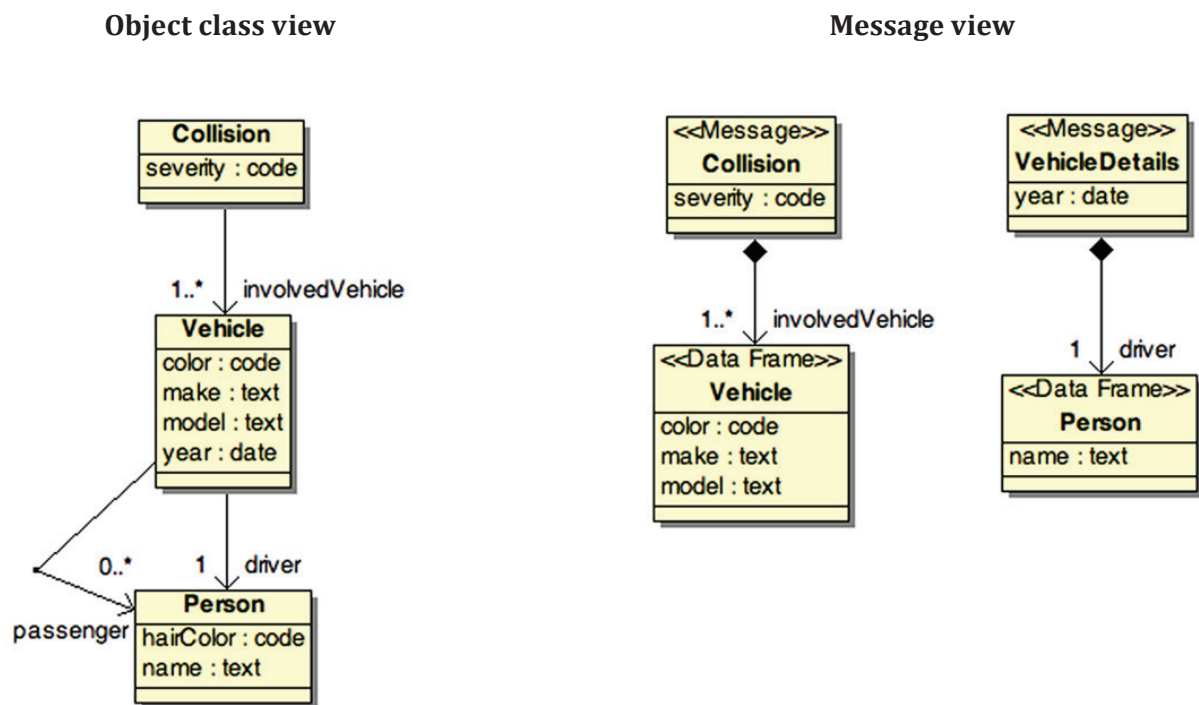 Object class view
Collision
severity : code
1..* involvedVehicle
Vehicle
color : code
make : text
model : text
year : date
0..* 1 driver
passenger
Person
hairColor : code
name : text
Message view
<<Message>>
Collision
severity : code
1..* involvedVehicle
<<Data Frame>>
Vehicle
color : code
make : text
model : text
<<Message>>
VehicleDetails
year : date
1 driver
<<Data Frame>>
Person
name : text